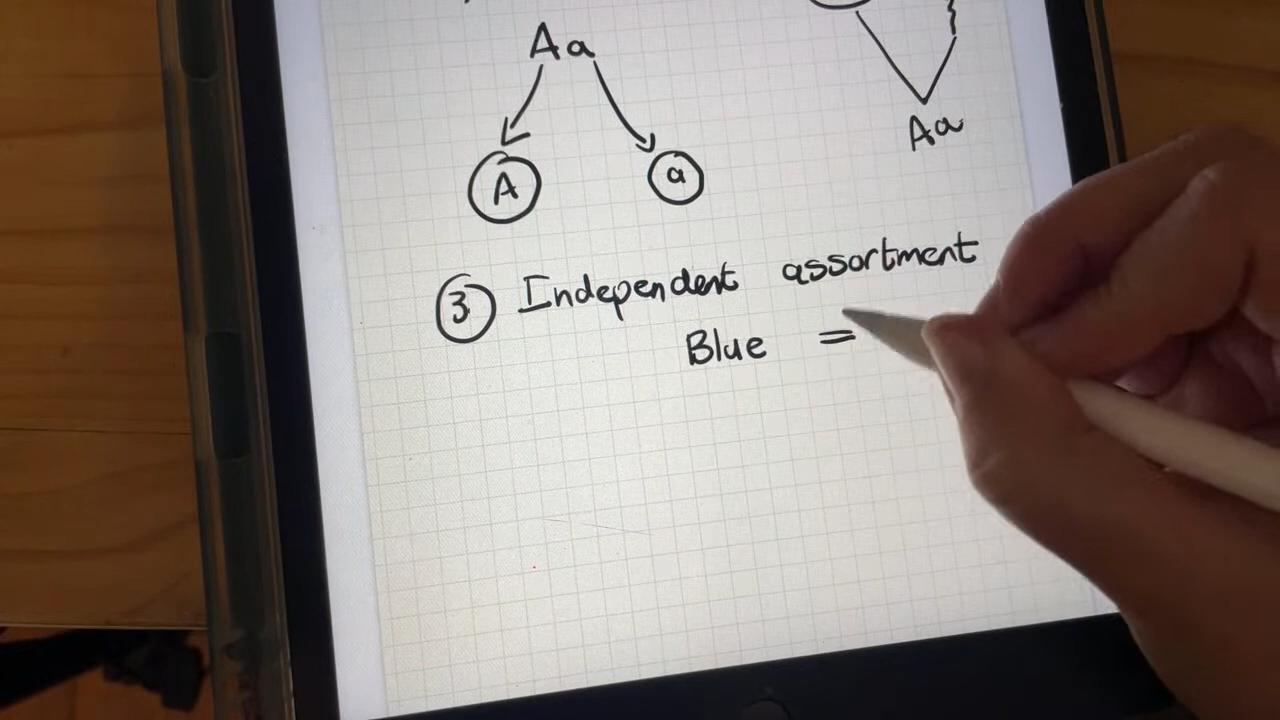 Aa
Aa
A
a
3 Independent assortment
Blue =